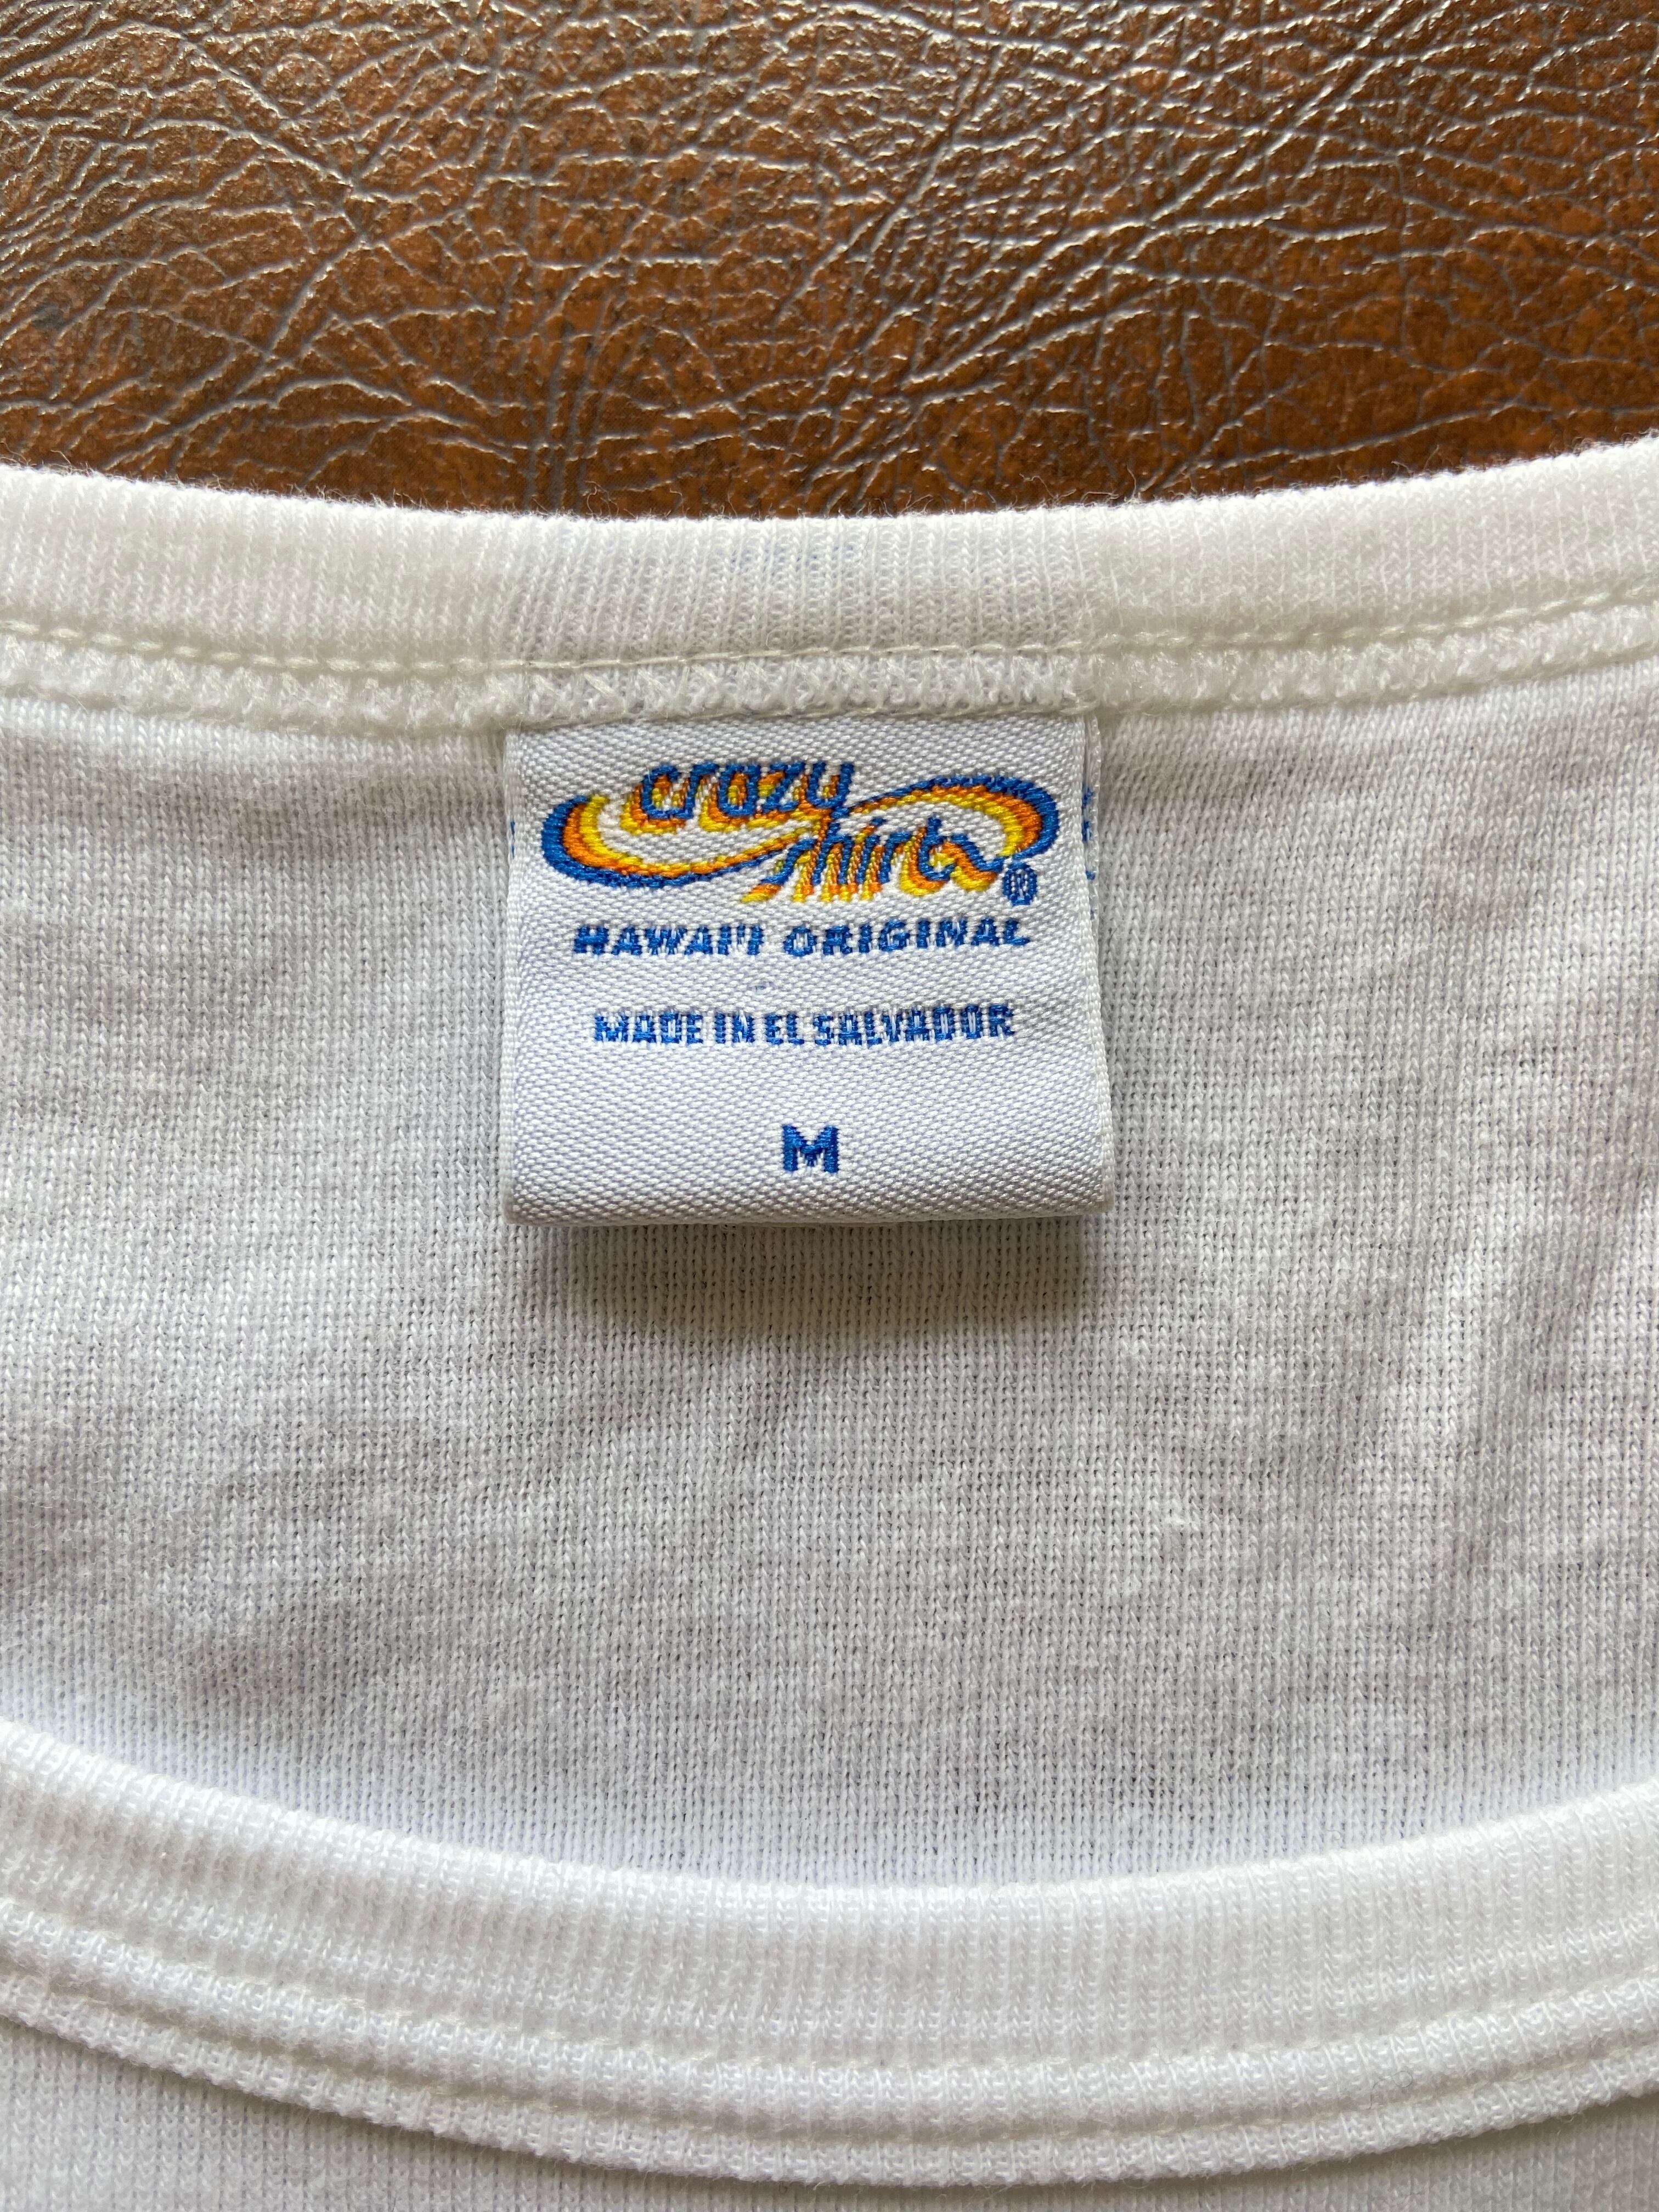 crazy
shirts®
HAWAI'I ORIGINAL
MADE IN EL SALVADOR
M